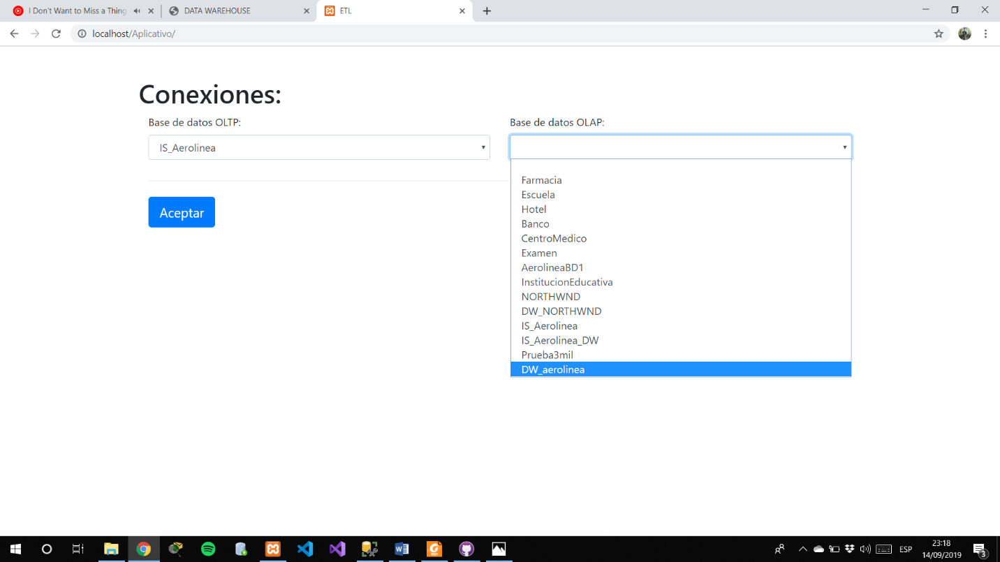 I Don't Want to Miss a Thing
DATA WAREHOUSE
ETL
localhost/Aplicativo/
Conexiones:
Base de datos OLTP:
Base de datos OLAP:
IS_Aerolinea
Farmacia
Escuela
Hotel
Banco
CentroMedico
Examen
AerolineaBD1
InstitucionEducativa
NORTHWND
DW_NORTHWND
IS_Aerolinea
IS_Aerolinea_DW
Prueba3mil
DW_aerolinea
Aceptar
ESP
23:18
14/09/2019
3